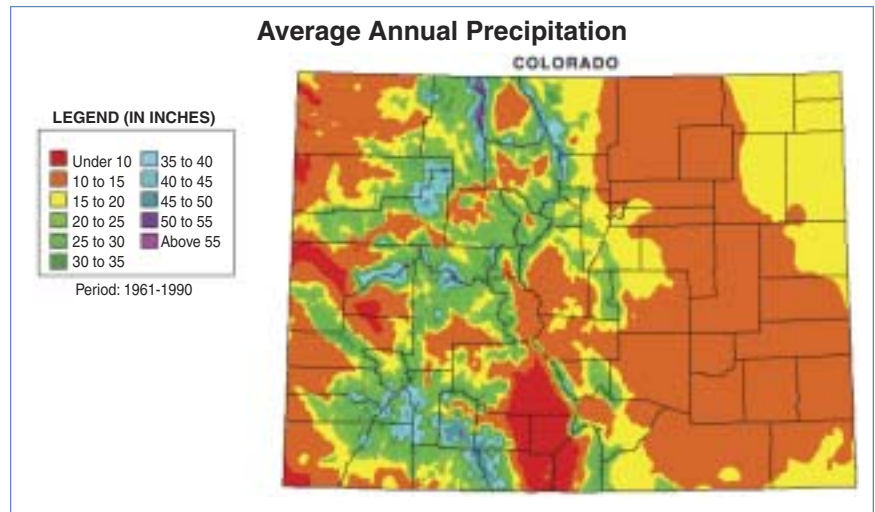 Average Annual Precipitation
COLORADO
LEGEND (IN INCHES)
Under 10
10 to 15
15 to 20
20 to 25
25 to 30
30 to 35
35 to 40
40 to 45
45 to 50
50 to 55
Above 55
Period: 1961-1990